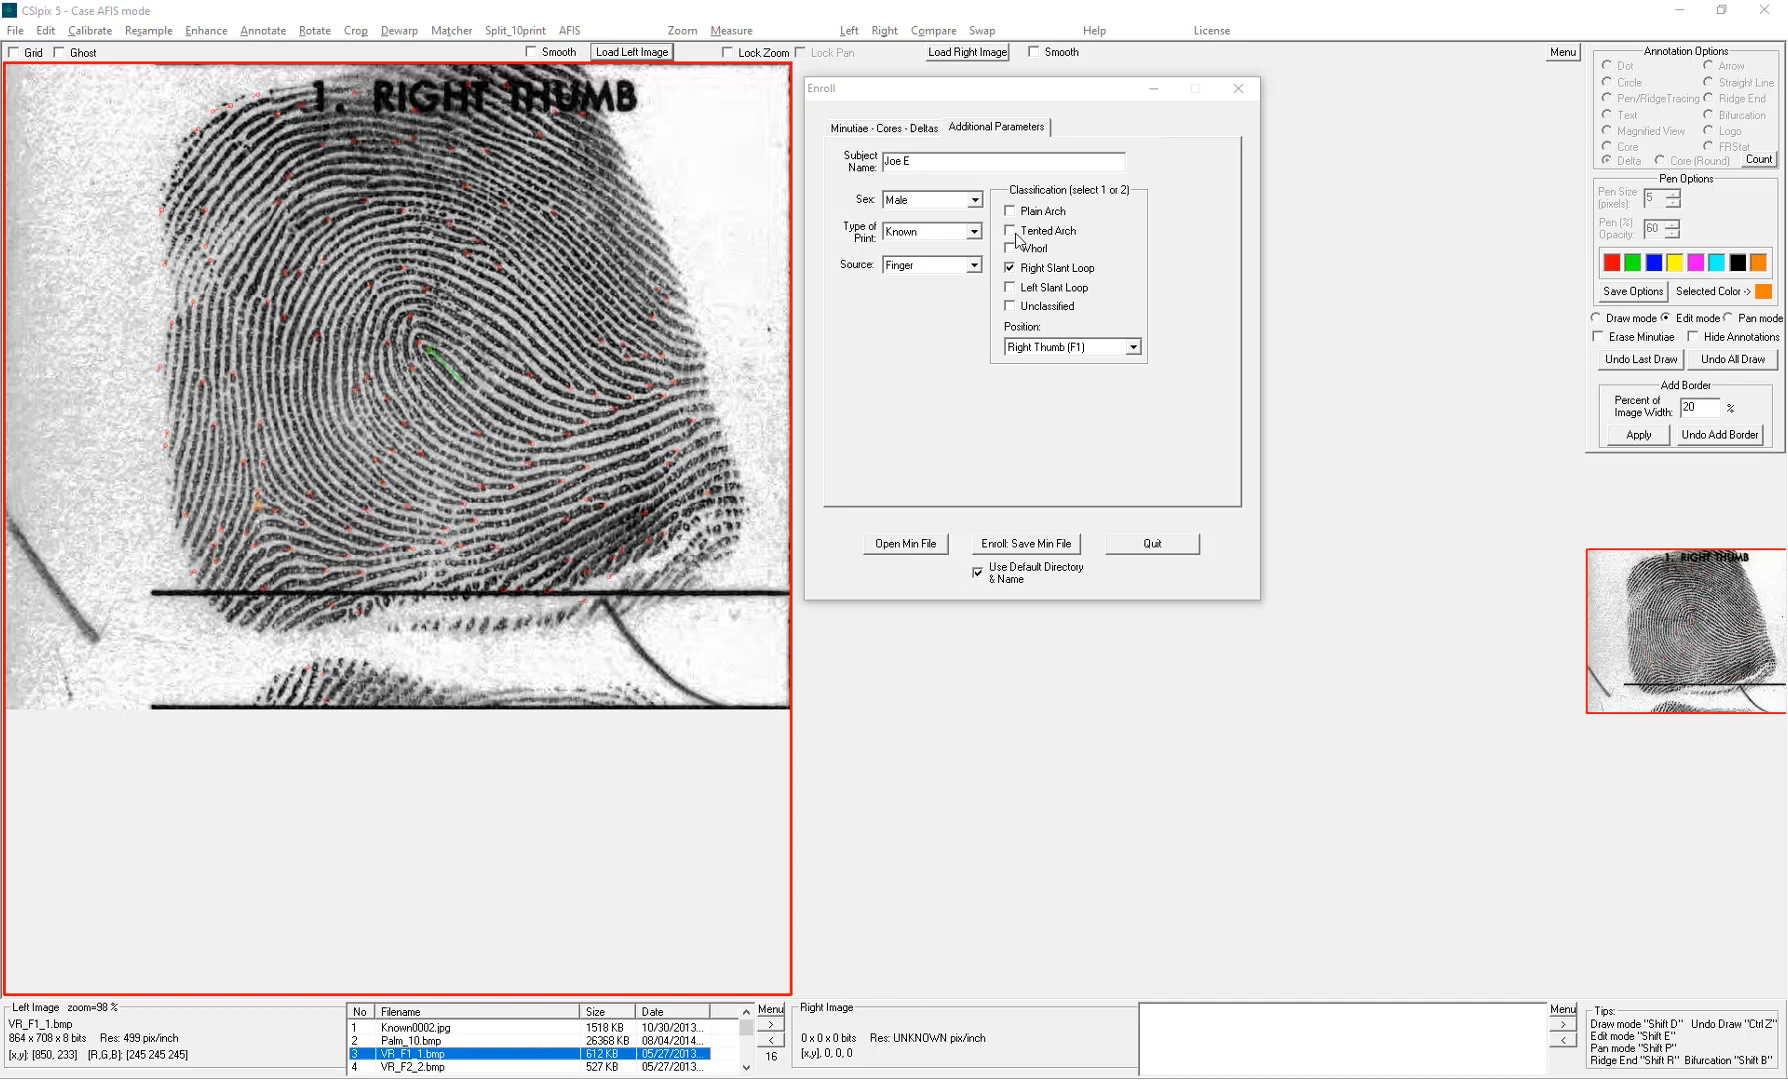 CSIpix 5 - Case AFIS mode
File Edit Calibrate Resample Enhance Annotate Rotate Crop Dewarp Matcher Split_10print AFIS Zoom Measure Left Right Compare Swap Help License
Grid Ghost Smooth Load Left Image Lock Zoom Lock Pan Load Right Image Smooth Menu
1. RIGHT THUMB
Enroll
Minutiae - Cores - Deltas Additional Parameters
Subject Name: Joe E
Sex: Male
Type of Print: Known
Source: Finger
Classification (select 1 or 2)
Plain Arch
Tented Arch
Whorl
Right Slant Loop
Left Slant Loop
Unclassified
Position:
Right Thumb (F1)
Open Min File Enroll: Save Min File Quit
Use Default Directory
& Name
Annotation Options
Dot Arrow
Circle Straight Line
Pen/RidgeTracing Ridge End
Text Bifurcation
Magnified View Logo
Core FRStat
Delta Core (Round) Count
Pen Options
Pen Size (pixels): 5
Pen (%) Opacity: 60
Save Options Selected Color ->
Draw mode Edit mode Pan mode
Erase Minutiae Hide Annotations
Undo Last Draw Undo All Draw
Add Border
Percent of Image Width: 20 %
Apply Undo Add Border
1. RIGHT THUMB
Left Image zoom=98 %
VR_F1_1.bmp
864 x 708 x 8 bits Res: 499 pix/inch
[x,y]: [850, 233] [R,G,B]: [245 245 245]
No Filename Size Date
1 Known0002.jpg 1518 KB 10/30/2013...
2 Palm_10.bmp 26368 KB 08/04/2014...
3 VR_F1_1.bmp 612 KB 05/27/2013...
4 VR_F2_2.bmp 527 KB 05/27/2013...
Menu
>
<
16
Right Image
0 x 0 x 0 bits Res: UNKNOWN pix/inch
[x,y], 0, 0, 0
Menu
>
<
Tips:
Draw mode "Shift D" Undo Draw "Ctrl Z"
Edit mode "Shift E"
Pan mode "Shift P"
Ridge End "Shift R" Bifurcation "Shift B"